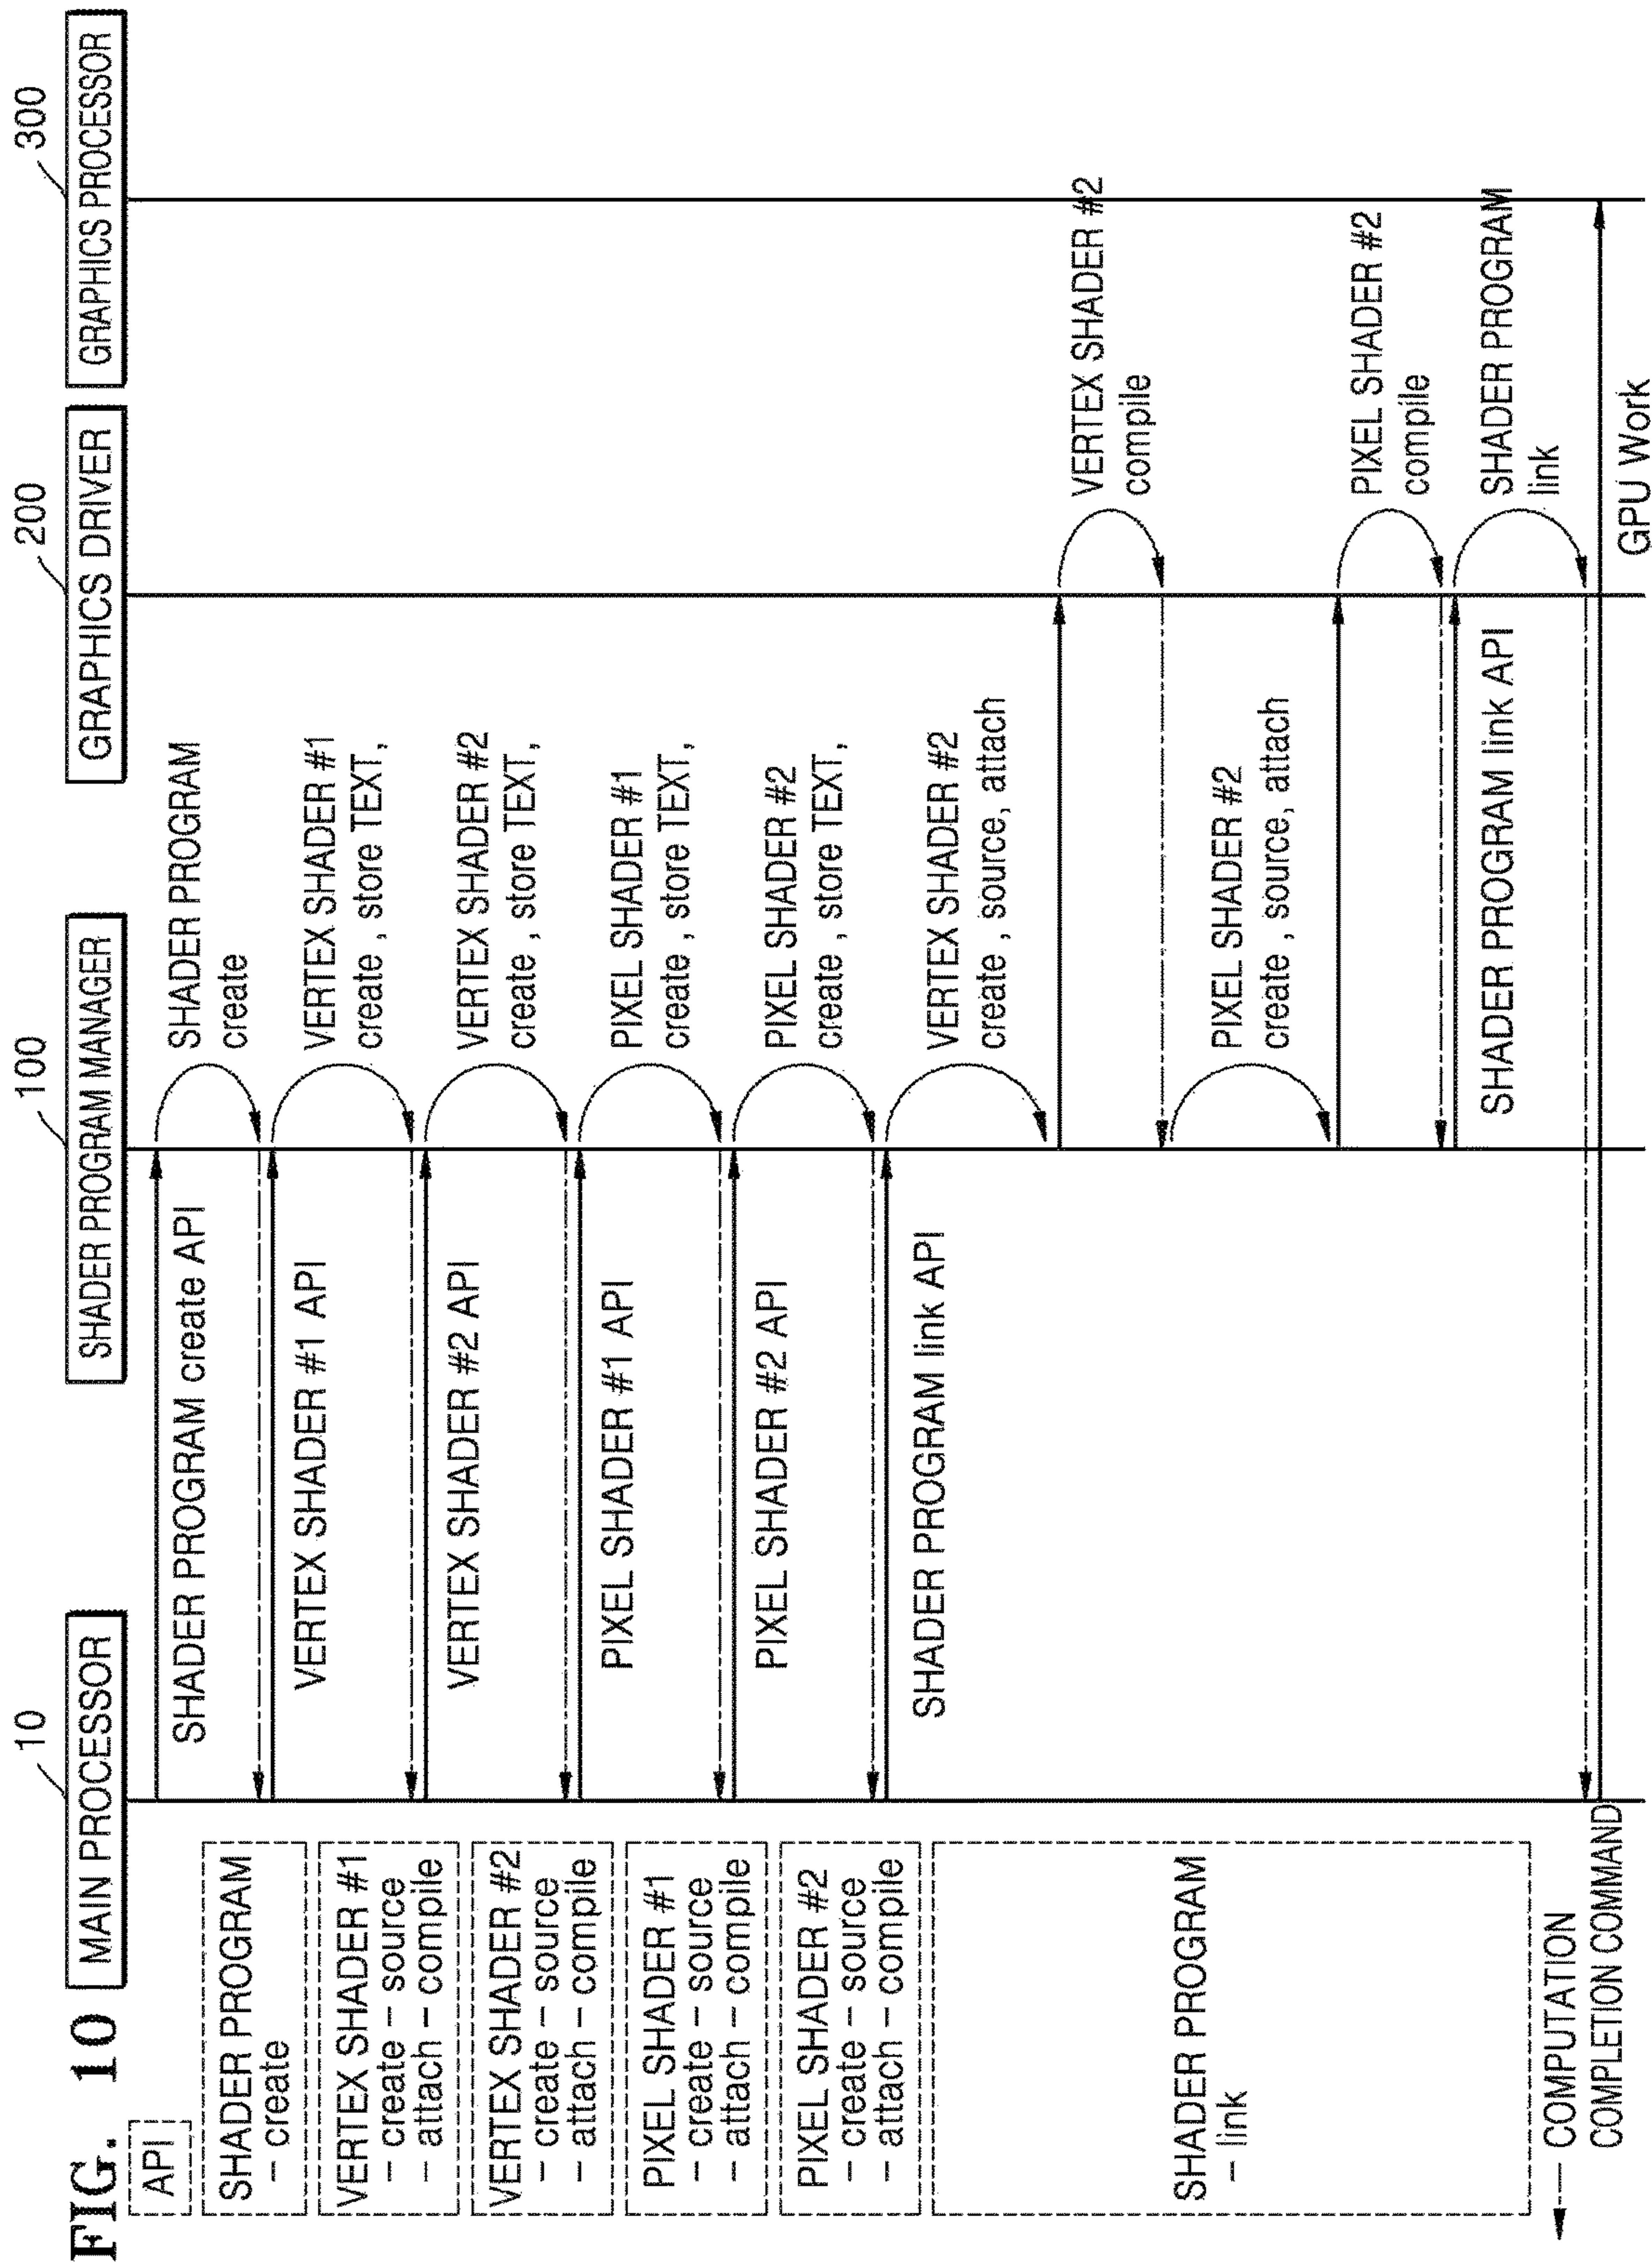 FIG. 10
10
MAIN PROCESSOR
100
SHADER PROGRAM MANAGER
200
GRAPHICS DRIVER
300
GRAPHICS PROCESSOR
API
SHADER PROGRAM
– create
SHADER PROGRAM create API
SHADER PROGRAM
create
VERTEX SHADER #1
– create – source
– attach – compile
VERTEX SHADER #1 API
VERTEX SHADER #1
create , store TEXT,
VERTEX SHADER #2
– create – source
– attach – compile
VERTEX SHADER #2 API
VERTEX SHADER #2
create , store TEXT,
PIXEL SHADER #1
– create – source
– attach – compile
PIXEL SHADER #1 API
PIXEL SHADER #1
create , store TEXT,
PIXEL SHADER #2
– create – source
– attach – compile
PIXEL SHADER #2 API
PIXEL SHADER #2
create , store TEXT,
SHADER PROGRAM
– link
SHADER PROGRAM link API
VERTEX SHADER #2
create , source, attach
VERTEX SHADER #2
compile
PIXEL SHADER #2
create , source, attach
PIXEL SHADER #2
compile
SHADER PROGRAM link API
SHADER PROGRAM
link
COMPUTATION
COMPLETION COMMAND
GPU Work